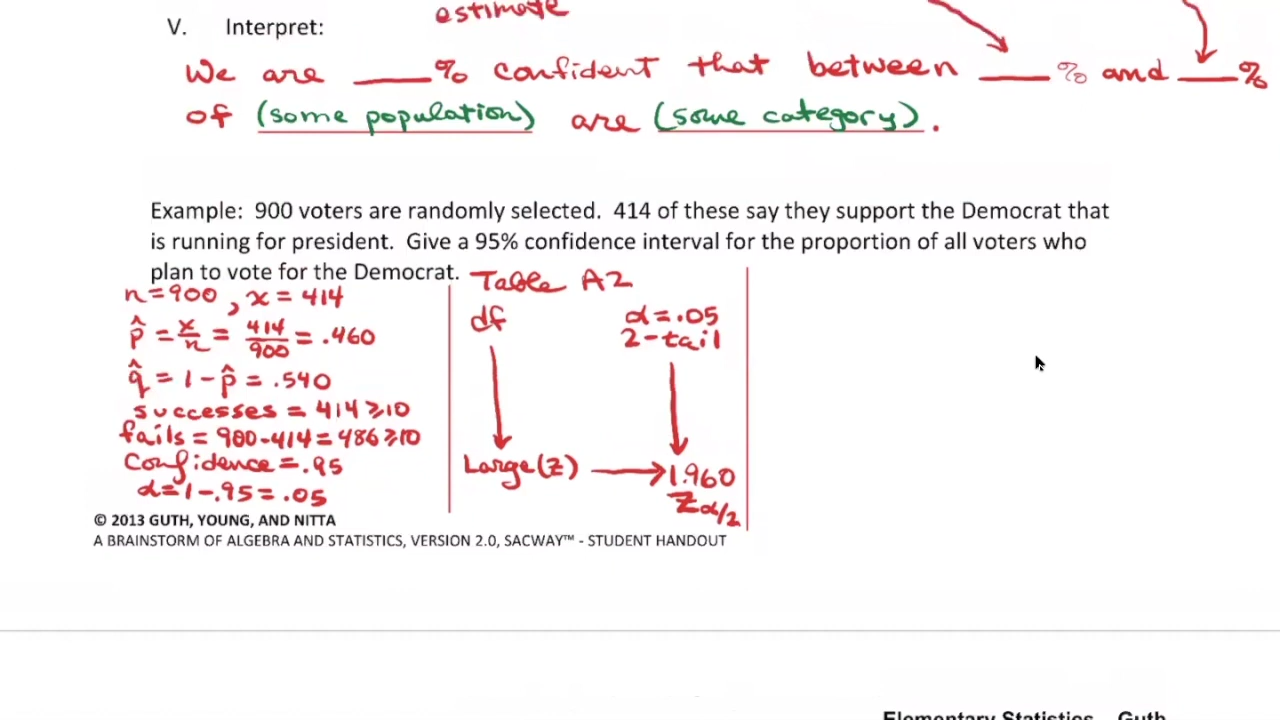 estimate
V. Interpret:
We are ___% confident that between ___% and ___%
of (some population) are (some category).
Example: 900 voters are randomly selected. 414 of these say they support the Democrat that
is running for president. Give a 95% confidence interval for the proportion of all voters who
plan to vote for the Democrat.
n=900, x=414
p̂ = x/n = 414/900 = .460
q̂ = 1-p̂ = .540
successes = 414 ≥10
fails = 900-414 = 486 ≥10
Confidence = .95
α=1-.95=.05
Table A2
df
α=.05
2-tail
Large(z) → 1.960
Zα/2
© 2013 GUTH, YOUNG, AND NITTA
A BRAINSTORM OF ALGEBRA AND STATISTICS, VERSION 2.0, SACWAY™ - STUDENT HANDOUT
Elementary Statistics Guth